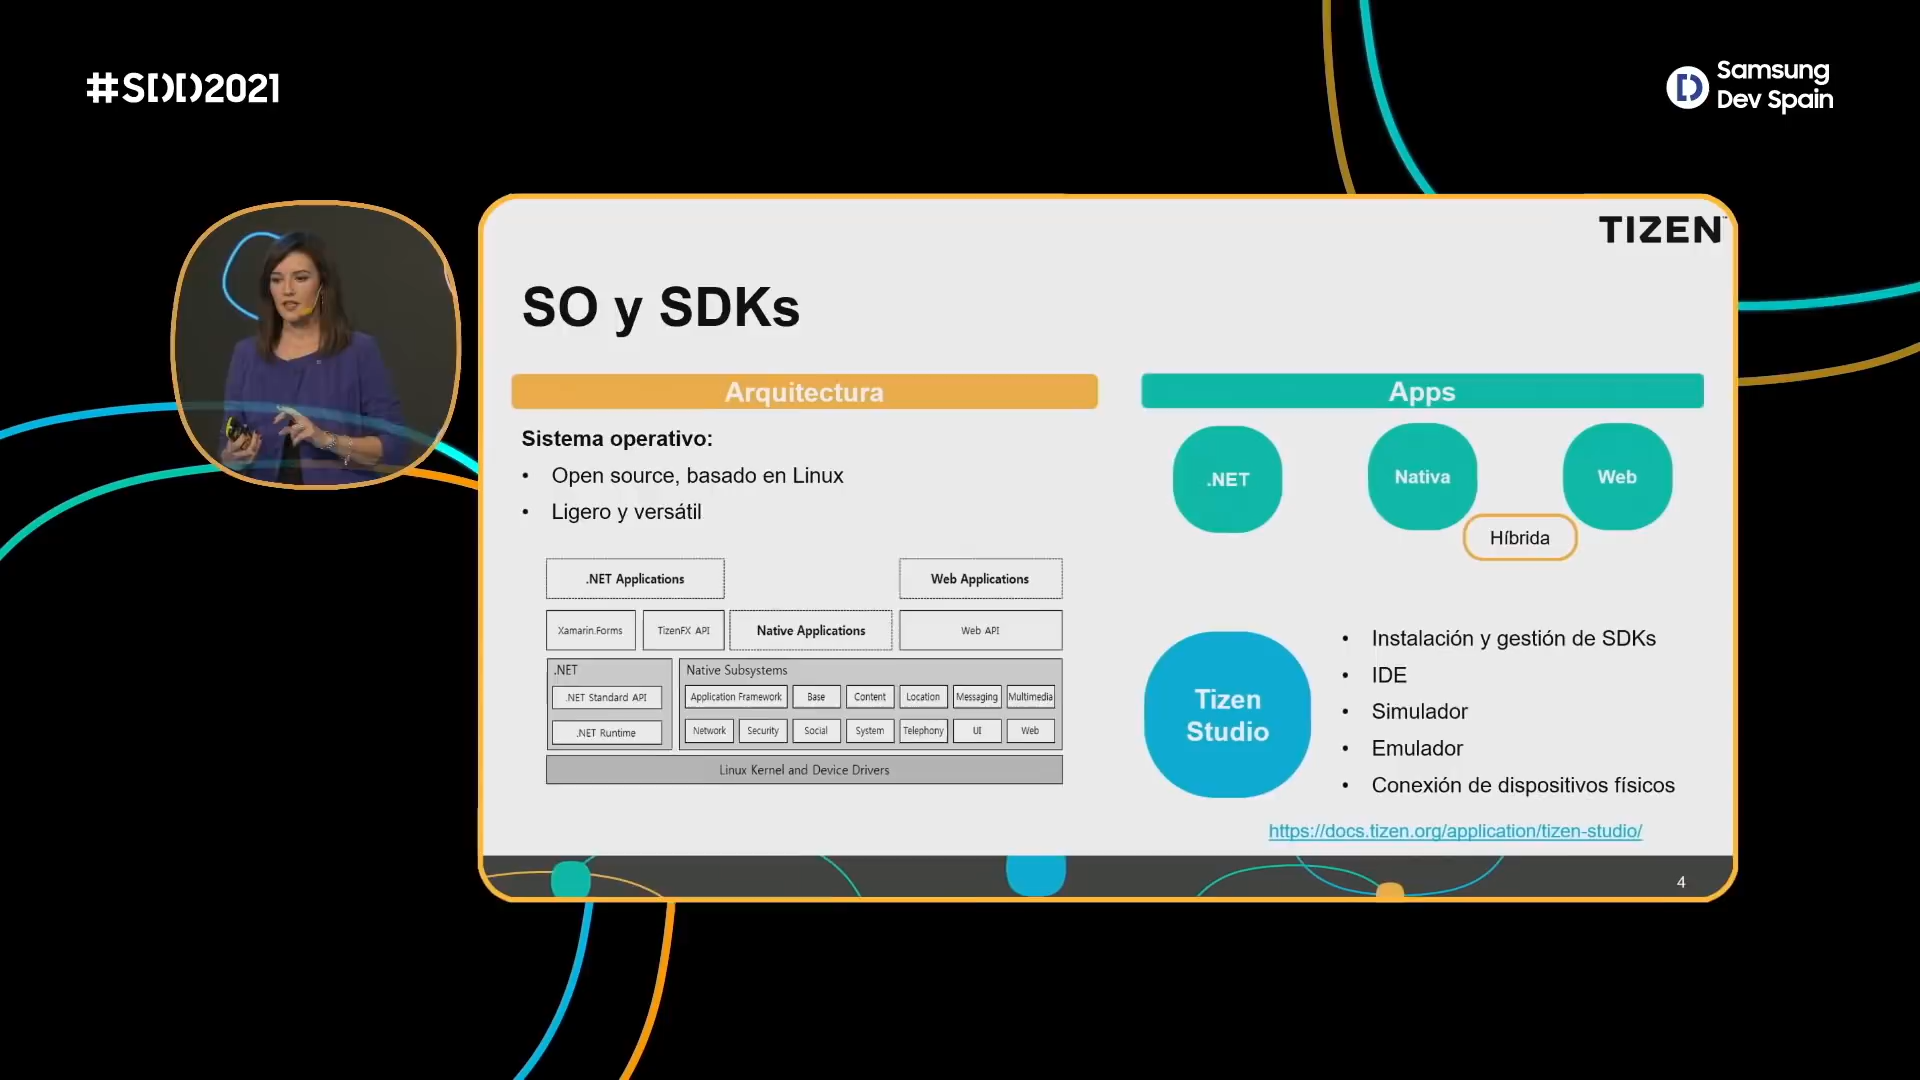 #SDD2021
Samsung
Dev Spain
TIZEN™
SO y SDKs
Arquitectura
Sistema operativo:
• Open source, basado en Linux
• Ligero y versátil
.NET Applications
Web Applications
Xamarin.Forms
TizenFX API
Native Applications
Web API
.NET
.NET Standard API
.NET Runtime
Native Subsystems
Application Framework
Base
Content
Location
Messaging
Multimedia
Network
Security
Social
System
Telephony
UI
Web
Linux Kernel and Device Drivers
Apps
.NET
Nativa
Web
Híbrida
Tizen
Studio
• Instalación y gestión de SDKs
• IDE
• Simulador
• Emulador
• Conexión de dispositivos físicos
https://docs.tizen.org/application/tizen-studio/
4